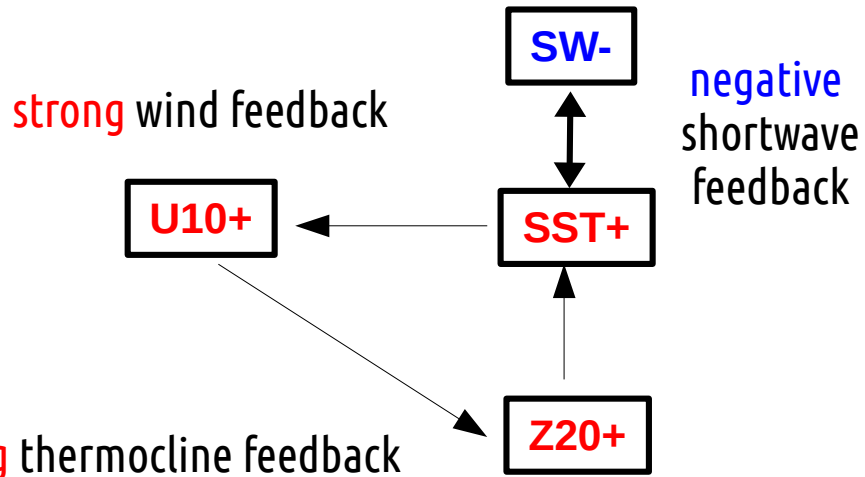 SW-
strong wind feedback
negative
shortwave
feedback
U10+
SST+
Z20+
thermocline feedback